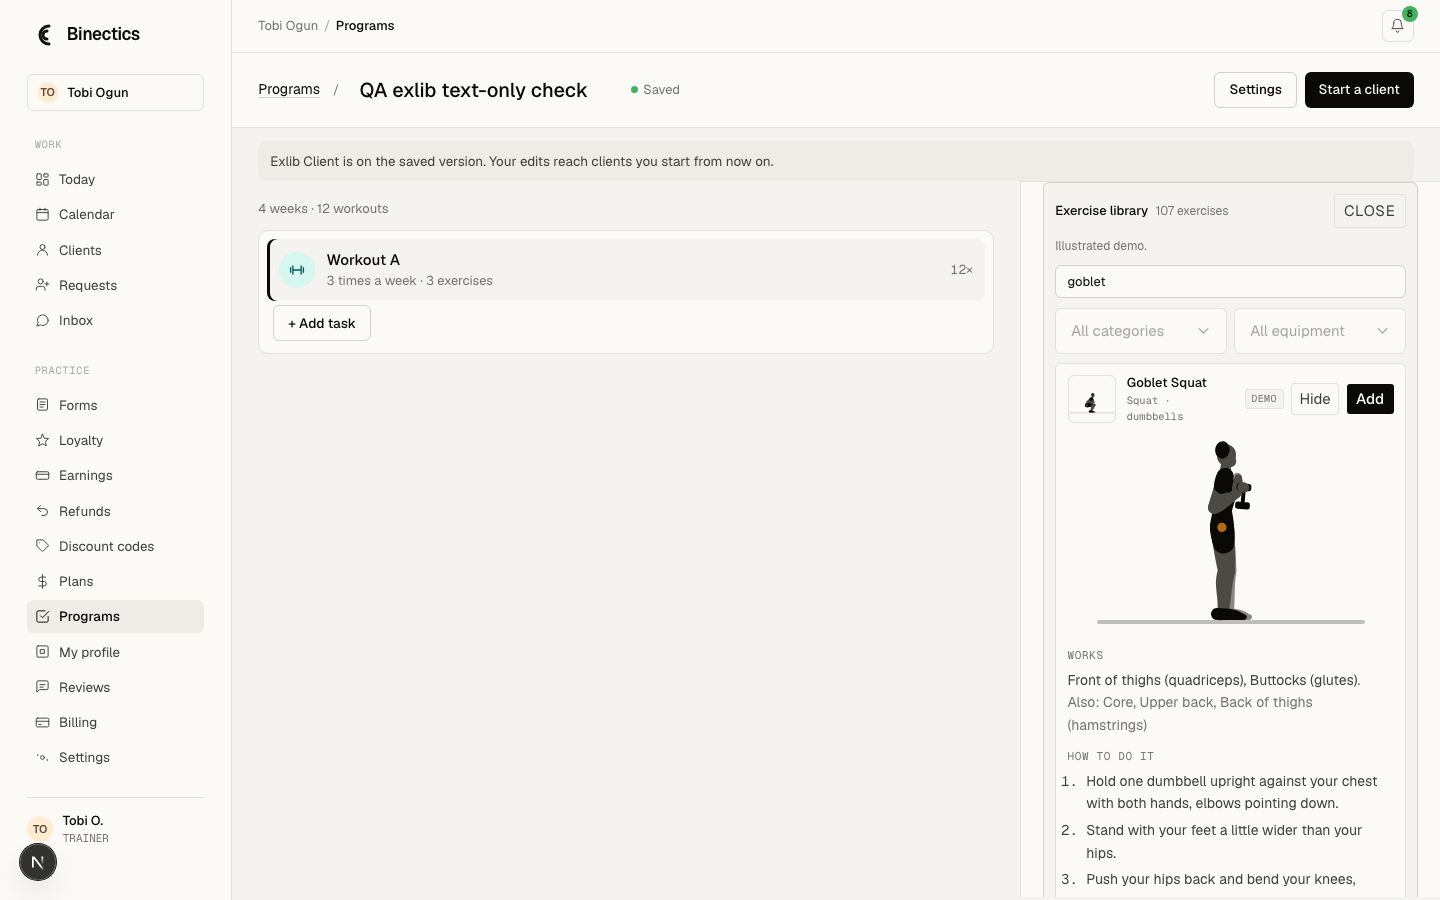 Binectics
TO Tobi Ogun
WORK
Today
Calendar
Clients
Requests
Inbox
PRACTICE
Forms
Loyalty
Earnings
Refunds
Discount codes
Plans
Programs
My profile
Reviews
Billing
Settings
TO Tobi O.
TRAINER
N
Tobi Ogun / Programs
8
Programs / QA exlib text-only check
Saved
Settings
Start a client
Exlib Client is on the saved version. Your edits reach clients you start from now on.
4 weeks · 12 workouts
Workout A
3 times a week · 3 exercises
12×
+ Add task
Exercise library 107 exercises
CLOSE
Illustrated demo.
goblet
All categories
All equipment
Goblet Squat
Squat ·
dumbbells
DEMO
Hide
Add
WORKS
Front of thighs (quadriceps), Buttocks (glutes).
Also: Core, Upper back, Back of thighs
(hamstrings)
HOW TO DO IT
1. Hold one dumbbell upright against your chest
with both hands, elbows pointing down.
2. Stand with your feet a little wider than your
hips.
3. Push your hips back and bend your knees,